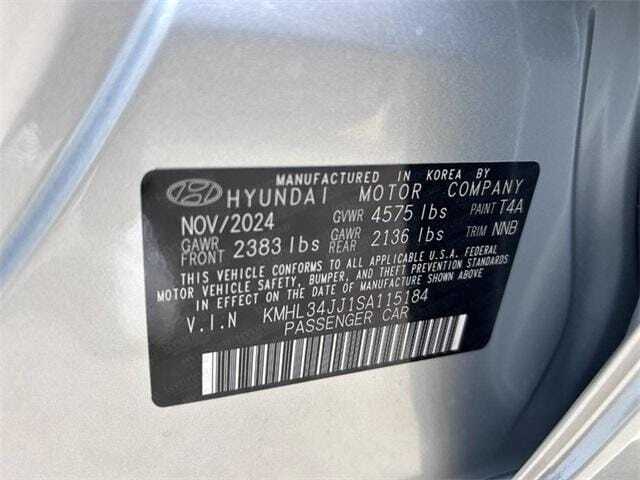 MANUFACTURED IN KOREA BY
HYUNDAI MOTOR COMPANY
NOV/2024 GVWR 4575 lbs PAINT T4A
GAWR FRONT 2383 lbs GAWR REAR 2136 lbs TRIM NNB
THIS VEHICLE CONFORMS TO ALL APPLICABLE U.S.A. FEDERAL
MOTOR VEHICLE SAFETY, BUMPER, AND THEFT PREVENTION STANDARDS
IN EFFECT ON THE DATE OF MANUFACTURE SHOWN ABOVE.
V.I.N KMHL34JJ1SA115184
PASSENGER CAR